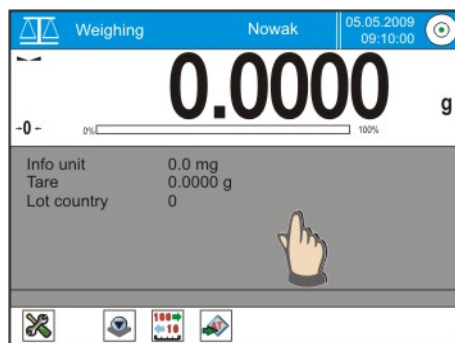 Weighing Nowak 05.05.2009
09:10:00
0.0000 g
→0← 0% 100%
Info unit 0.0 mg
Tare 0.0000 g
Lot country 0
100→
←10
AT